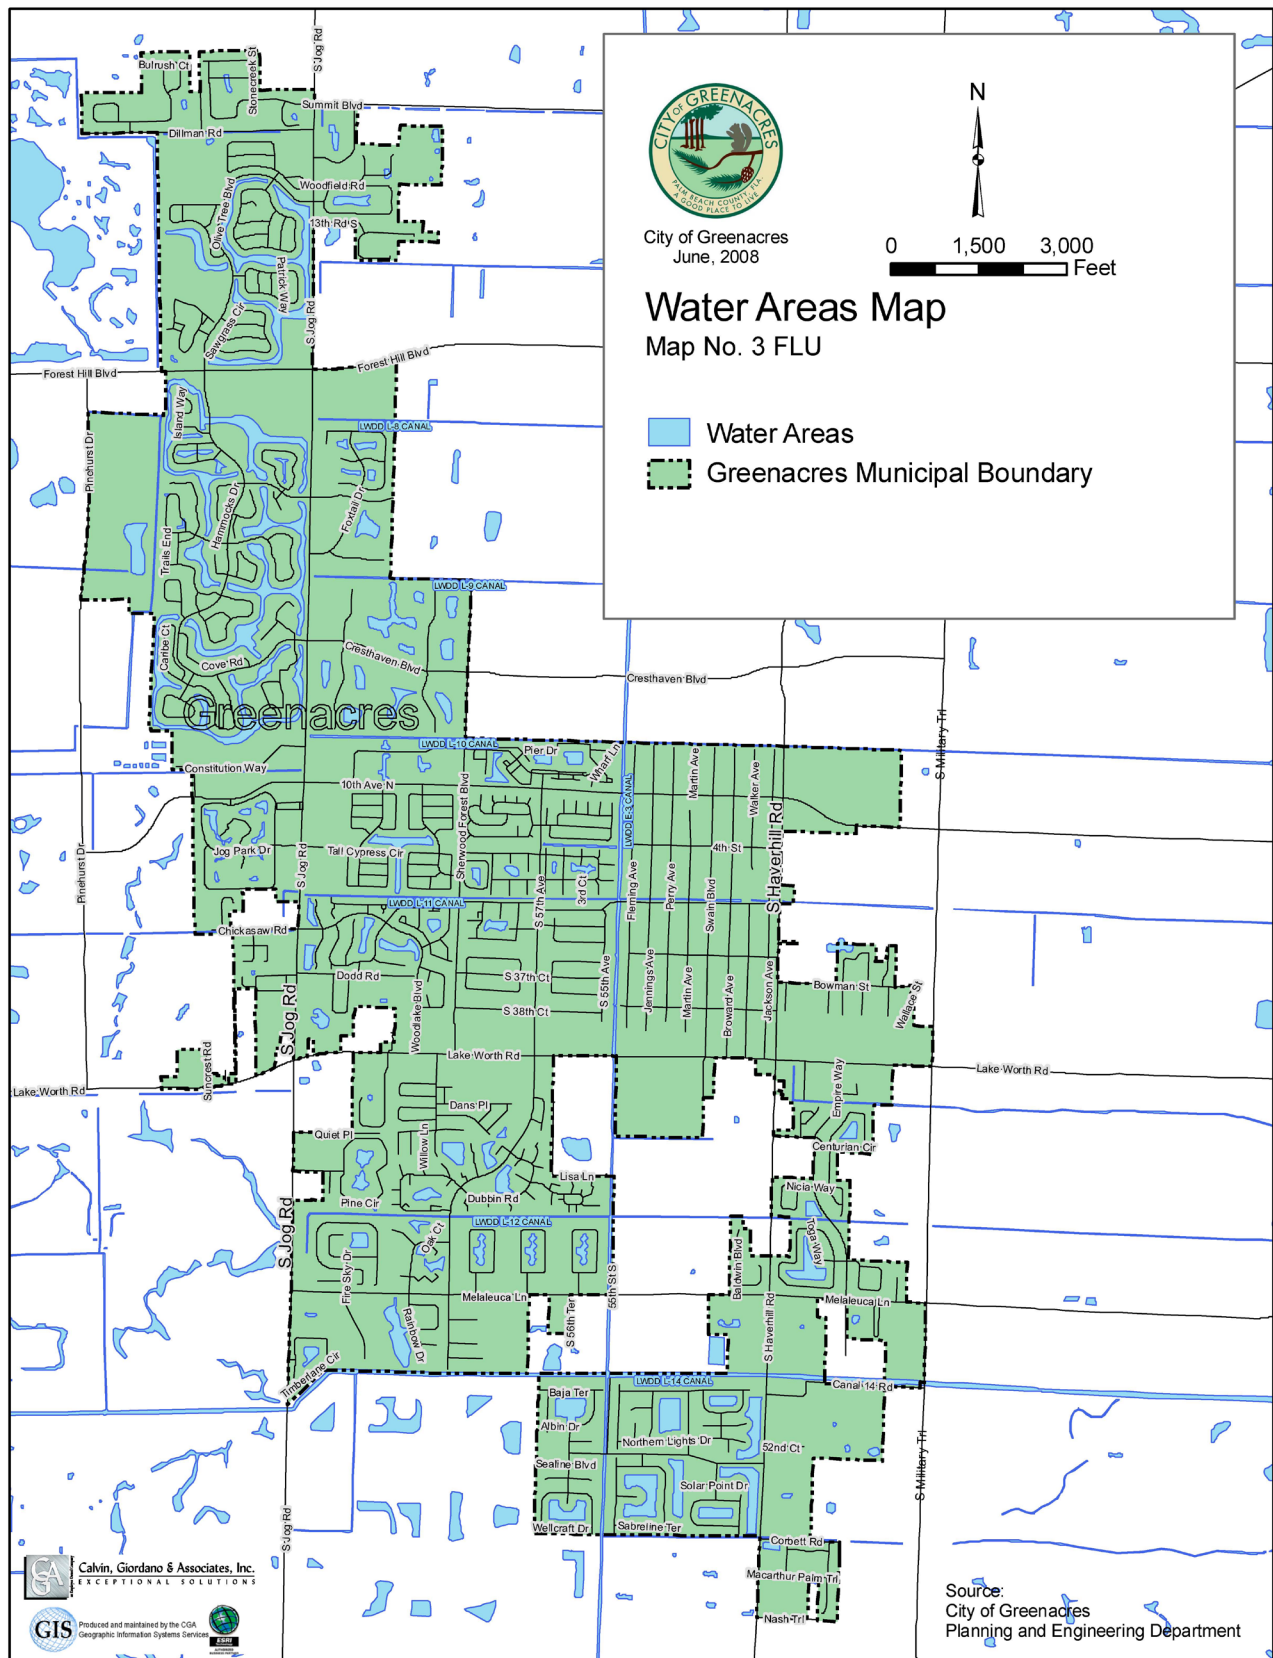 Bulrush Ct
Stonecreek St
S Jog Rd
Summit Blvd
Dillman Rd
Woodfield Rd
Olive Tree Blvd
13th Rd S
Patrick Way
S Jog Rd
Sawgrass Cir
Forest Hill Blvd
Forest Hill Blvd
CITY OF GREENACRES
PALM BEACH COUNTY, FLA.
A GOOD PLACE TO LIVE
City of Greenacres
June, 2008
N
0 1,500 3,000
Feet
Water Areas Map
Map No. 3 FLU
Water Areas
Greenacres Municipal Boundary
Island Way
LWDD L-8 CANAL
Pinehurst Dr
Hammocks Dr
Foxtail Dr
Trails End
LWDD L-9 CANAL
Caribe Ct
Cove Rd
Cresthaven Blvd
Cresthaven Blvd
Greenacres
S Military Trl
LWDD L-10 CANAL
Pier Dr
Wharf Ln
Constitution Way
10th Ave N
Martin Ave
Walker Ave
Sherwood Forest Blvd
LWDD E-3 CANAL
S Haverhill Rd
Jog Park Dr
Tall Cypress Cir
4th St
Pinehurst Dr
S Jog Rd
S 57th Ave
3rd Ct
Fleming Ave
Perry Ave
Swain Blvd
LWDD L-11 CANAL
Chickasaw Rd
Dodd Rd
S 37th Ct
S 55th Ave
Jennings Ave
Martin Ave
Broward Ave
Jackson Ave
Bowman St
Wallace St
S Jog Rd
Woodlake Blvd
S 38th Ct
Suncrest Rd
Lake Worth Rd
Lake Worth Rd
Lake Worth Rd
Empire Way
Dans Pl
Quiet Pl
Willow Ln
Centurian Cir
Lisa Ln
Nicia Way
Pine Cir
Dubbin Rd
S Jog Rd
LWDD L-12 CANAL
Oak Ct
Toga Way
Fire Sky Dr
Baldwin Blvd
55th St S
Melaleuca Ln
Melaleuca Ln
Rainbow Dr
S 56th Ter
S Haverhill Rd
Timberlane Cir
LWDD L-14 CANAL
Canal 14 Rd
Baja Ter
Albin Dr
Northern Lights Dr
52nd Ct
S Military Trl
Sealine Blvd
Solar Point Dr
S Jog Rd
Wellcraft Dr
Sabreline Ter
Corbett Rd
Macarthur Palm Trl
Nash Trl
CGA
Calvin, Giordano & Associates, Inc.
EXCEPTIONAL SOLUTIONS
GIS
Produced and maintained by the CGA
Geographic Information Systems Services
ESRI
Source:
City of Greenacres
Planning and Engineering Department